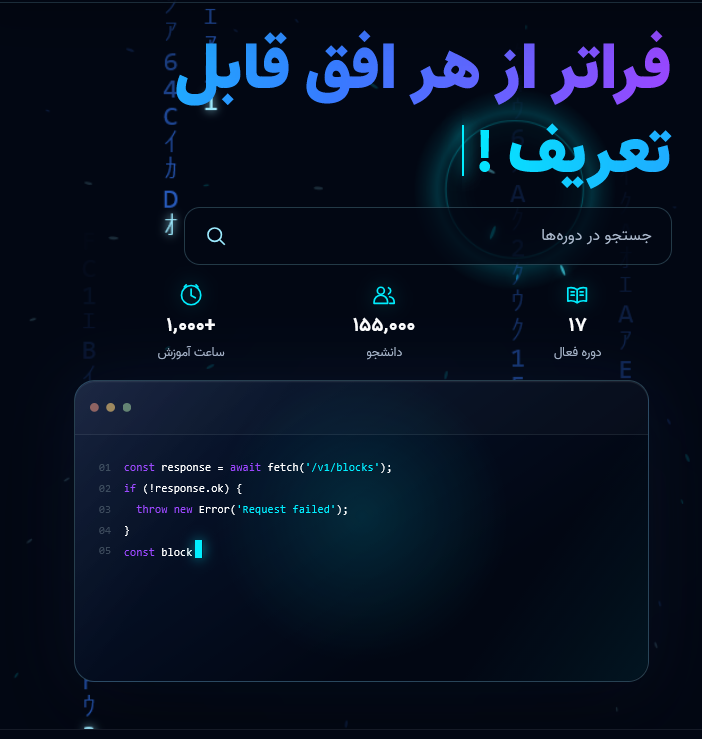 فراتر از هر افق قابل
تعریف !
جستجو در دوره‌ها
۱۷
دوره فعال
۱۵۵,۰۰۰
دانشجو
+۱,۰۰۰
ساعت آموزش
01 const response = await fetch('/v1/blocks');
02 if (!response.ok) {
03 throw new Error('Request failed');
04 }
05 const block